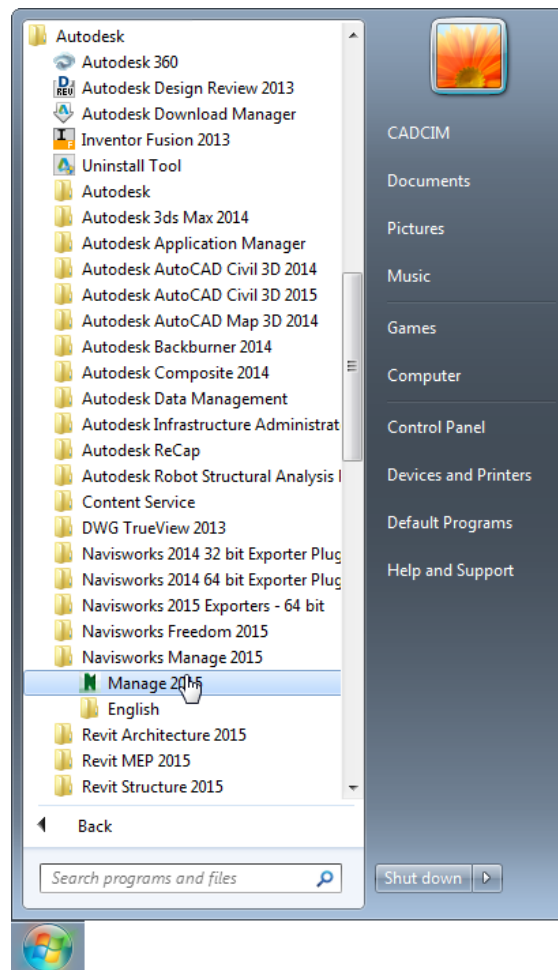 Autodesk
Autodesk 360
Autodesk Design Review 2013
Autodesk Download Manager
Inventor Fusion 2013
Uninstall Tool
Autodesk
Autodesk 3ds Max 2014
Autodesk Application Manager
Autodesk AutoCAD Civil 3D 2014
Autodesk AutoCAD Civil 3D 2015
Autodesk AutoCAD Map 3D 2014
Autodesk Backburner 2014
Autodesk Composite 2014
Autodesk Data Management
Autodesk Infrastructure Administrat
Autodesk ReCap
Autodesk Robot Structural Analysis
Content Service
DWG TrueView 2013
Navisworks 2014 32 bit Exporter Plug
Navisworks 2014 64 bit Exporter Plug
Navisworks 2015 Exporters - 64 bit
Navisworks Freedom 2015
Navisworks Manage 2015
Manage 2015
English
Revit Architecture 2015
Revit MEP 2015
Revit Structure 2015
Back
Search programs and files
CADCIM
Documents
Pictures
Music
Games
Computer
Control Panel
Devices and Printers
Default Programs
Help and Support
Shut down